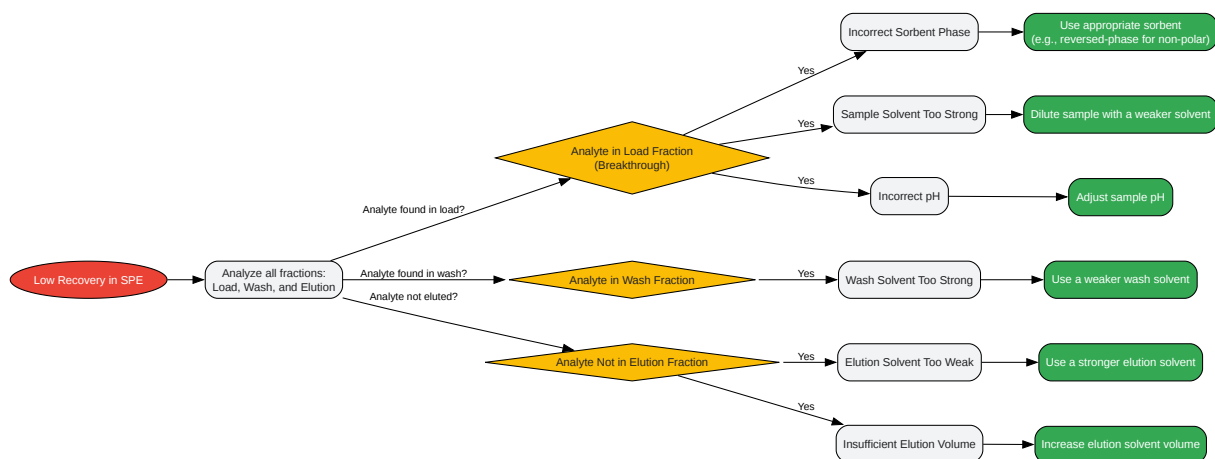 Incorrect Sorbent Phase
Use appropriate sorbent
(e.g., reversed-phase for non-polar)
Yes
Sample Solvent Too Strong
Dilute sample with a weaker solvent
Yes
Analyte in Load Fraction
(Breakthrough)
Yes
Incorrect pH
Adjust sample pH
Analyte found in load?
Low Recovery in SPE
Analyze all fractions:
Load, Wash, and Elution
Analyte found in wash?
Analyte in Wash Fraction
Yes
Wash Solvent Too Strong
Use a weaker wash solvent
Analyte not eluted?
Analyte Not in Elution Fraction
Yes
Elution Solvent Too Weak
Use a stronger elution solvent
Yes
Insufficient Elution Volume
Increase elution solvent volume